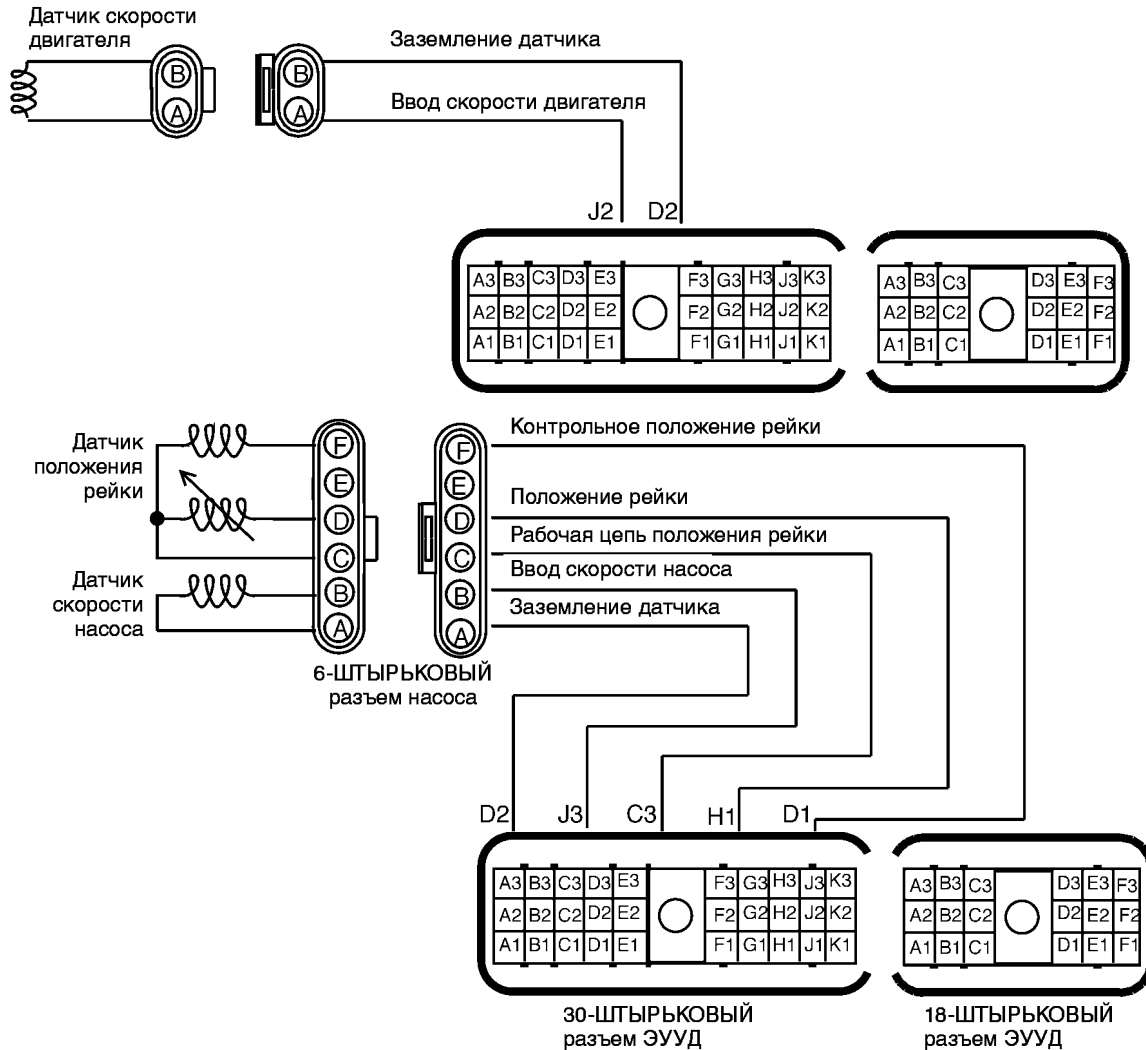 Датчик скорости
двигателя
Заземление датчика
B
B
Ввод скорости двигателя
A
A
J2 D2
A3 B3 C3 D3 E3 F3 G3 H3 J3 K3
A2 B2 C2 D2 E2 F2 G2 H2 J2 K2
A1 B1 C1 D1 E1 F1 G1 H1 J1 K1
A3 B3 C3 D3 E3 F3
A2 B2 C2 D2 E2 F2
A1 B1 C1 D1 E1 F1
Датчик
положения
рейки
Датчик
скорости
насоса
F
E
D
C
B
A
F
E
D
C
B
A
6-ШТЫРЬКОВЫЙ
разъем насоса
Контрольное положение рейки
Положение рейки
Рабочая цепь положения рейки
Ввод скорости насоса
Заземление датчика
D2 J3 C3 H1 D1
A3 B3 C3 D3 E3 F3 G3 H3 J3 K3
A2 B2 C2 D2 E2 F2 G2 H2 J2 K2
A1 B1 C1 D1 E1 F1 G1 H1 J1 K1
A3 B3 C3 D3 E3 F3
A2 B2 C2 D2 E2 F2
A1 B1 C1 D1 E1 F1
30-ШТЫРЬКОВЫЙ
разъем ЭУУД
18-ШТЫРЬКОВЫЙ
разъем ЭУУД